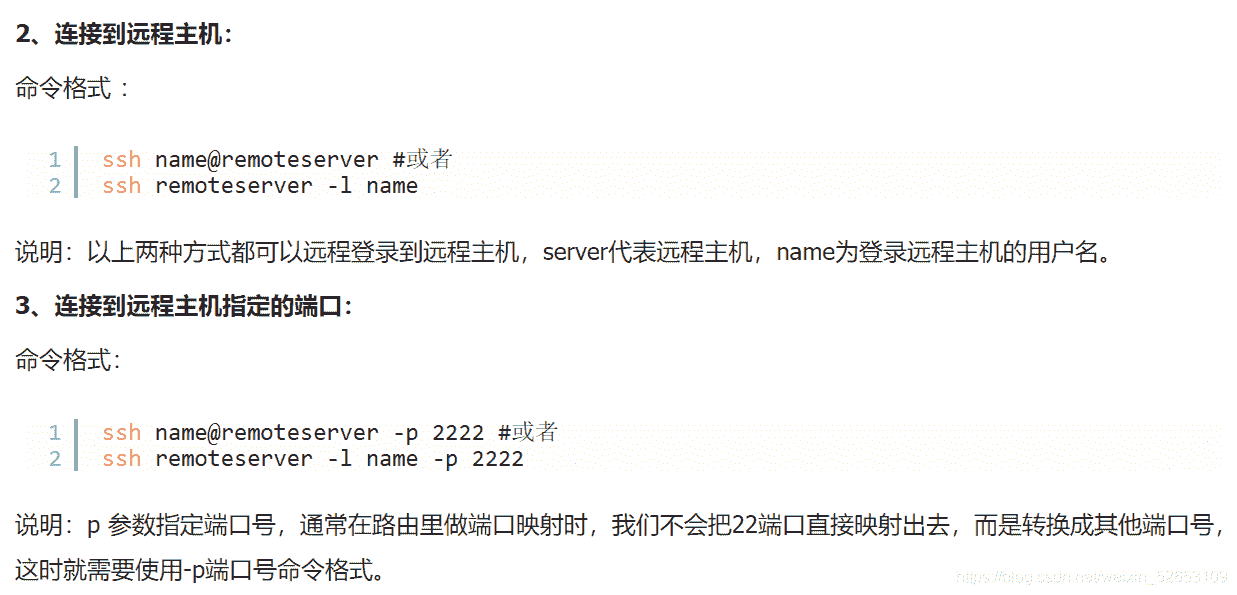 2、连接到远程主机：
命令格式 ：
1 ssh name@remoteserver #或者
2 ssh remoteserver -l name
说明：以上两种方式都可以远程登录到远程主机，server代表远程主机，name为登录远程主机的用户名。
3、连接到远程主机指定的端口：
命令格式：
1 ssh name@remoteserver -p 2222 #或者
2 ssh remoteserver -l name -p 2222
说明：p 参数指定端口号，通常在路由里做端口映射时，我们不会把22端口直接映射出去，而是转换成其他端口号，
这时就需要使用-p端口号命令格式。